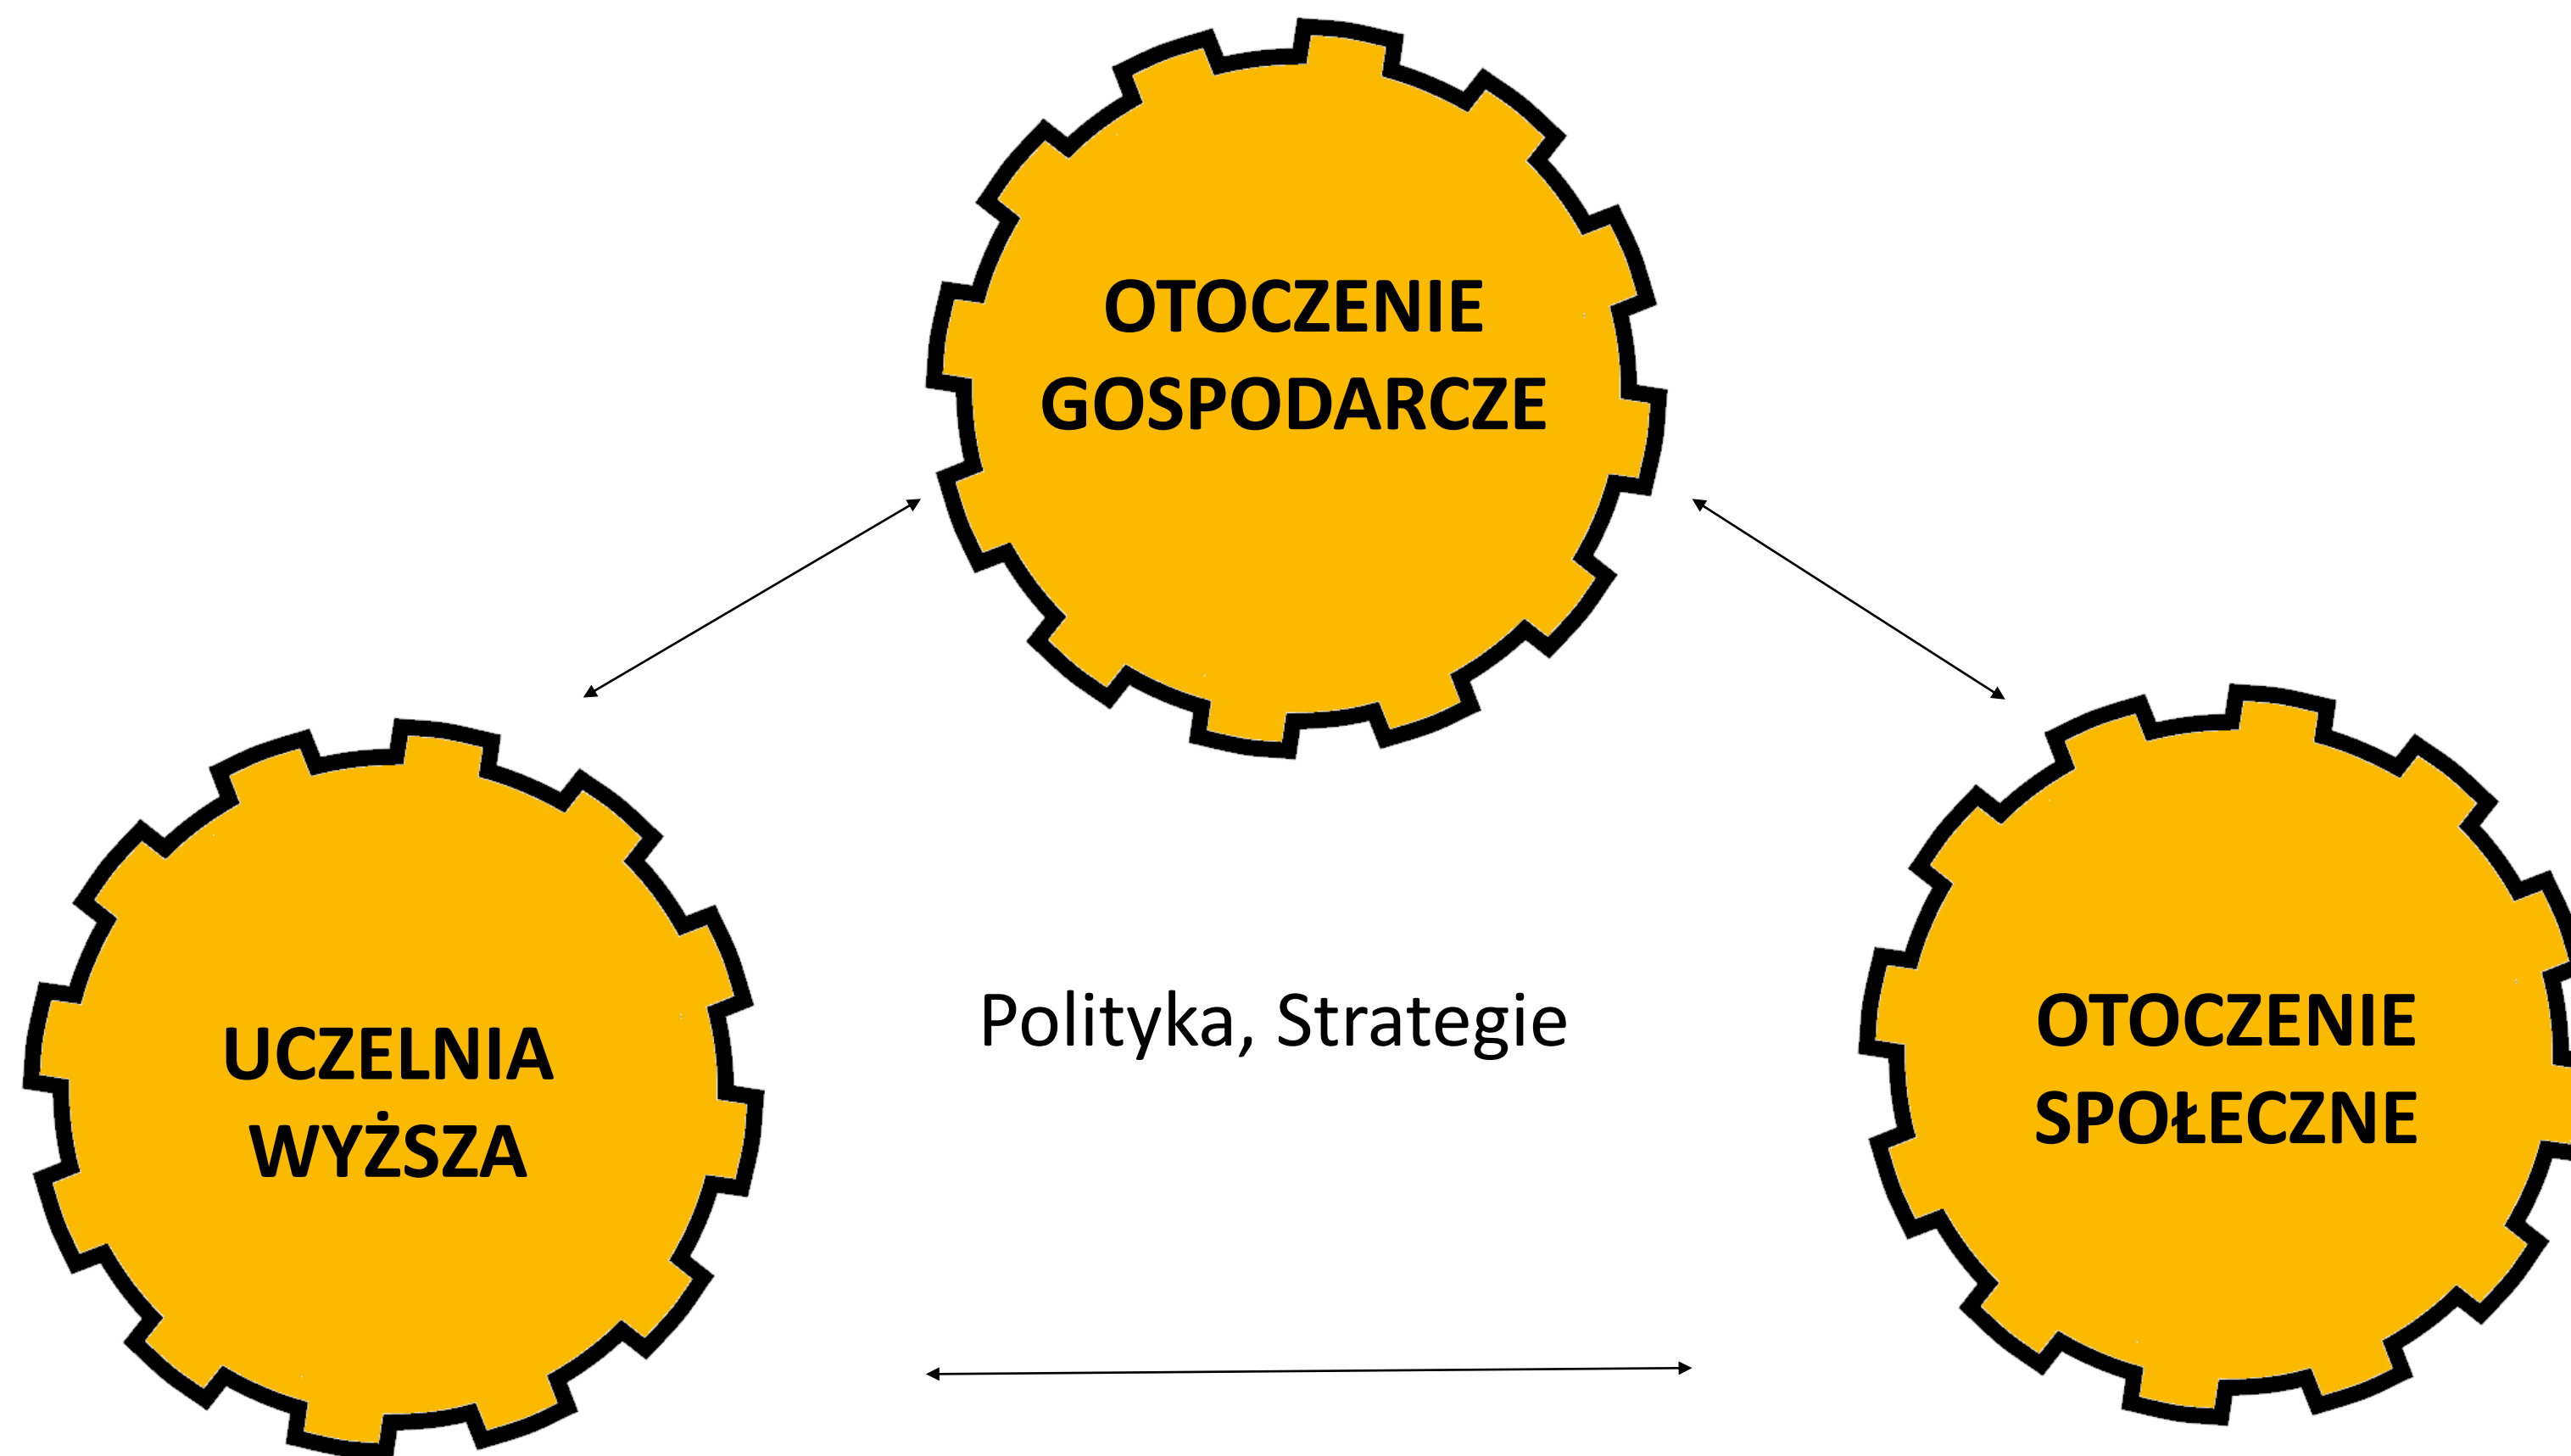 OTOCZENIE
GOSPODARCZE
UCZELNIA
WYŻSZA
Polityka, Strategie
OTOCZENIE
SPOŁECZNE